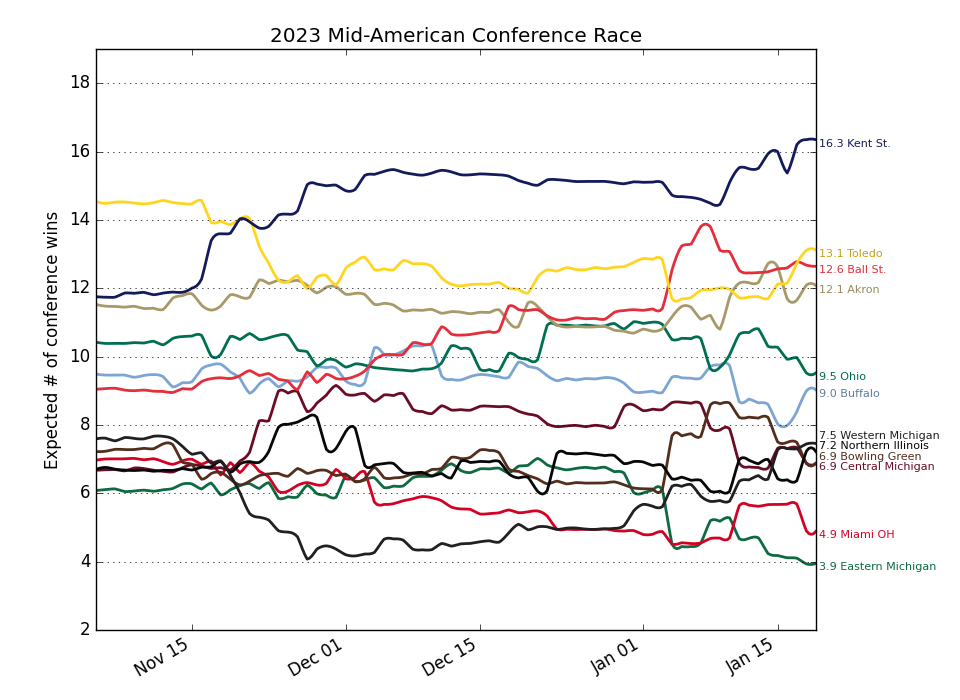 2023 Mid-American Conference Race
Expected # of conference wins
18
16
14
12
10
8
6
4
2
Nov 15
Dec 01
Dec 15
Jan 01
Jan 15
16.3 Kent St.
13.1 Toledo
12.6 Ball St.
12.1 Akron
9.5 Ohio
9.0 Buffalo
7.5 Western Michigan
7.2 Northern Illinois
6.9 Bowling Green
6.9 Central Michigan
4.9 Miami OH
3.9 Eastern Michigan